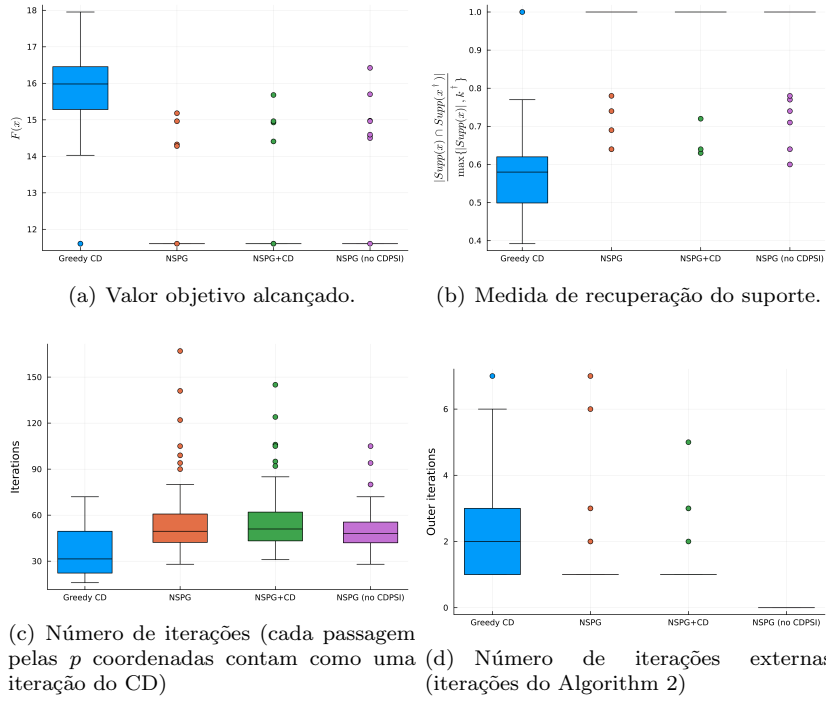 18
17
16
15
14
13
12
F(x)
Greedy CD NSPG NSPG+CD NSPG (no CDPSI)
(a) Valor objetivo alcançado.
1.0
0.9
0.8
0.7
0.6
0.5
0.4
|Supp(x) ∩ Supp(x†)|
max{|Supp(x)|, k†}
Greedy CD NSPG NSPG+CD NSPG (no CDPSI)
(b) Medida de recuperação do suporte.
150
120
90
60
30
Iterations
Greedy CD NSPG NSPG+CD NSPG (no CDPSI)
(c) Número de iterações (cada passagem
pelas p coordenadas contam como uma
iteração do CD)
6
4
2
0
Outer iterations
Greedy CD NSPG NSPG+CD NSPG (no CDPSI)
(d) Número de iterações externas
(iterações do Algorithm 2)